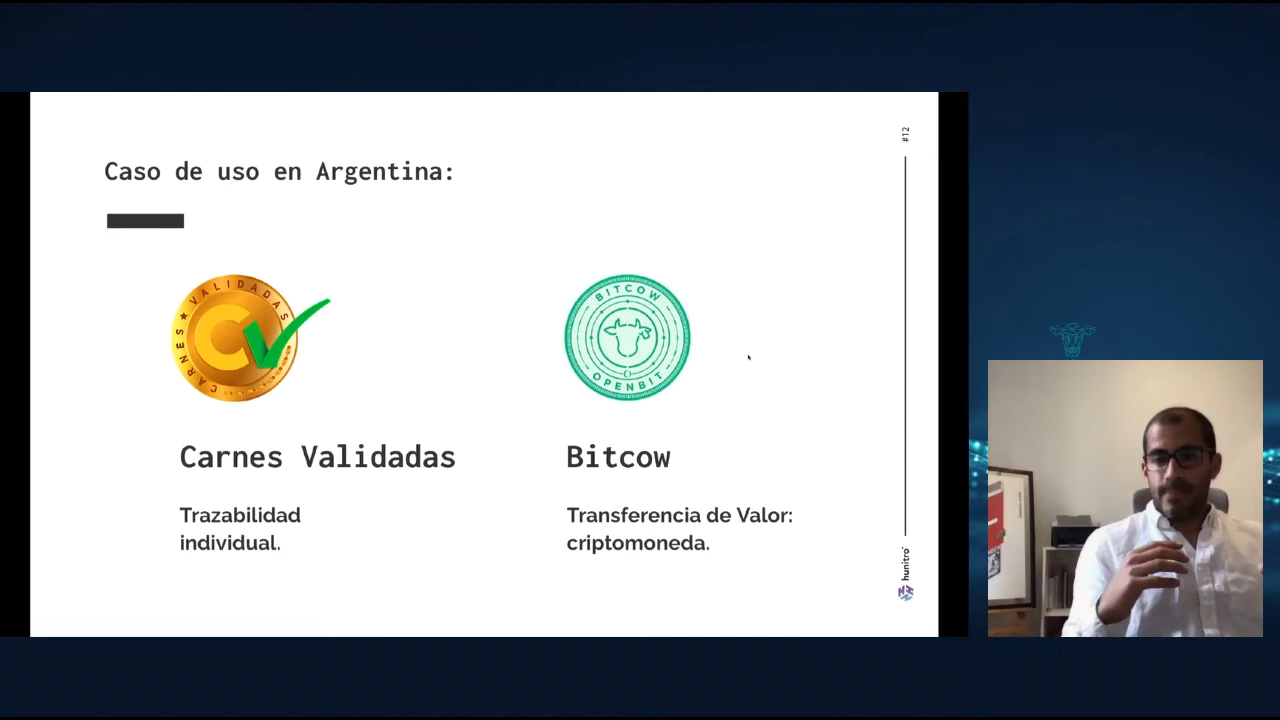 #12
Caso de uso en Argentina:
CARNES ★ VALIDADAS
C
BITCOW
OPENBIT
Carnes Validadas
Bitcow
Trazabilidad
individual.
Transferencia de Valor:
criptomoneda.
hunitro